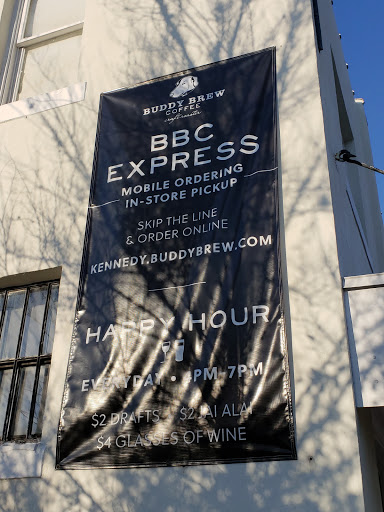 BUDDY BREW
COFFEE
craft roaster
BBC
EXPRESS
MOBILE ORDERING
IN-STORE PICKUP
SKIP THE LINE
& ORDER ONLINE
KENNEDY.BUDDYBREW.COM
HAPPY HOUR
EVERYDAY • 4PM-7PM
$2 DRAFTS • $2 JAI ALAI
$4 GLASSES OF WINE